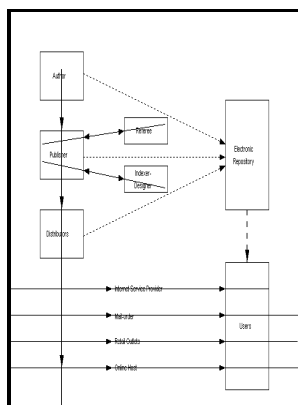 Author
Referee
Publisher
Electronic
Repository
Indexer-
Designer
Distributors
Internet Service Provider
Mail-order
Users
Retail Outlets
Online Host